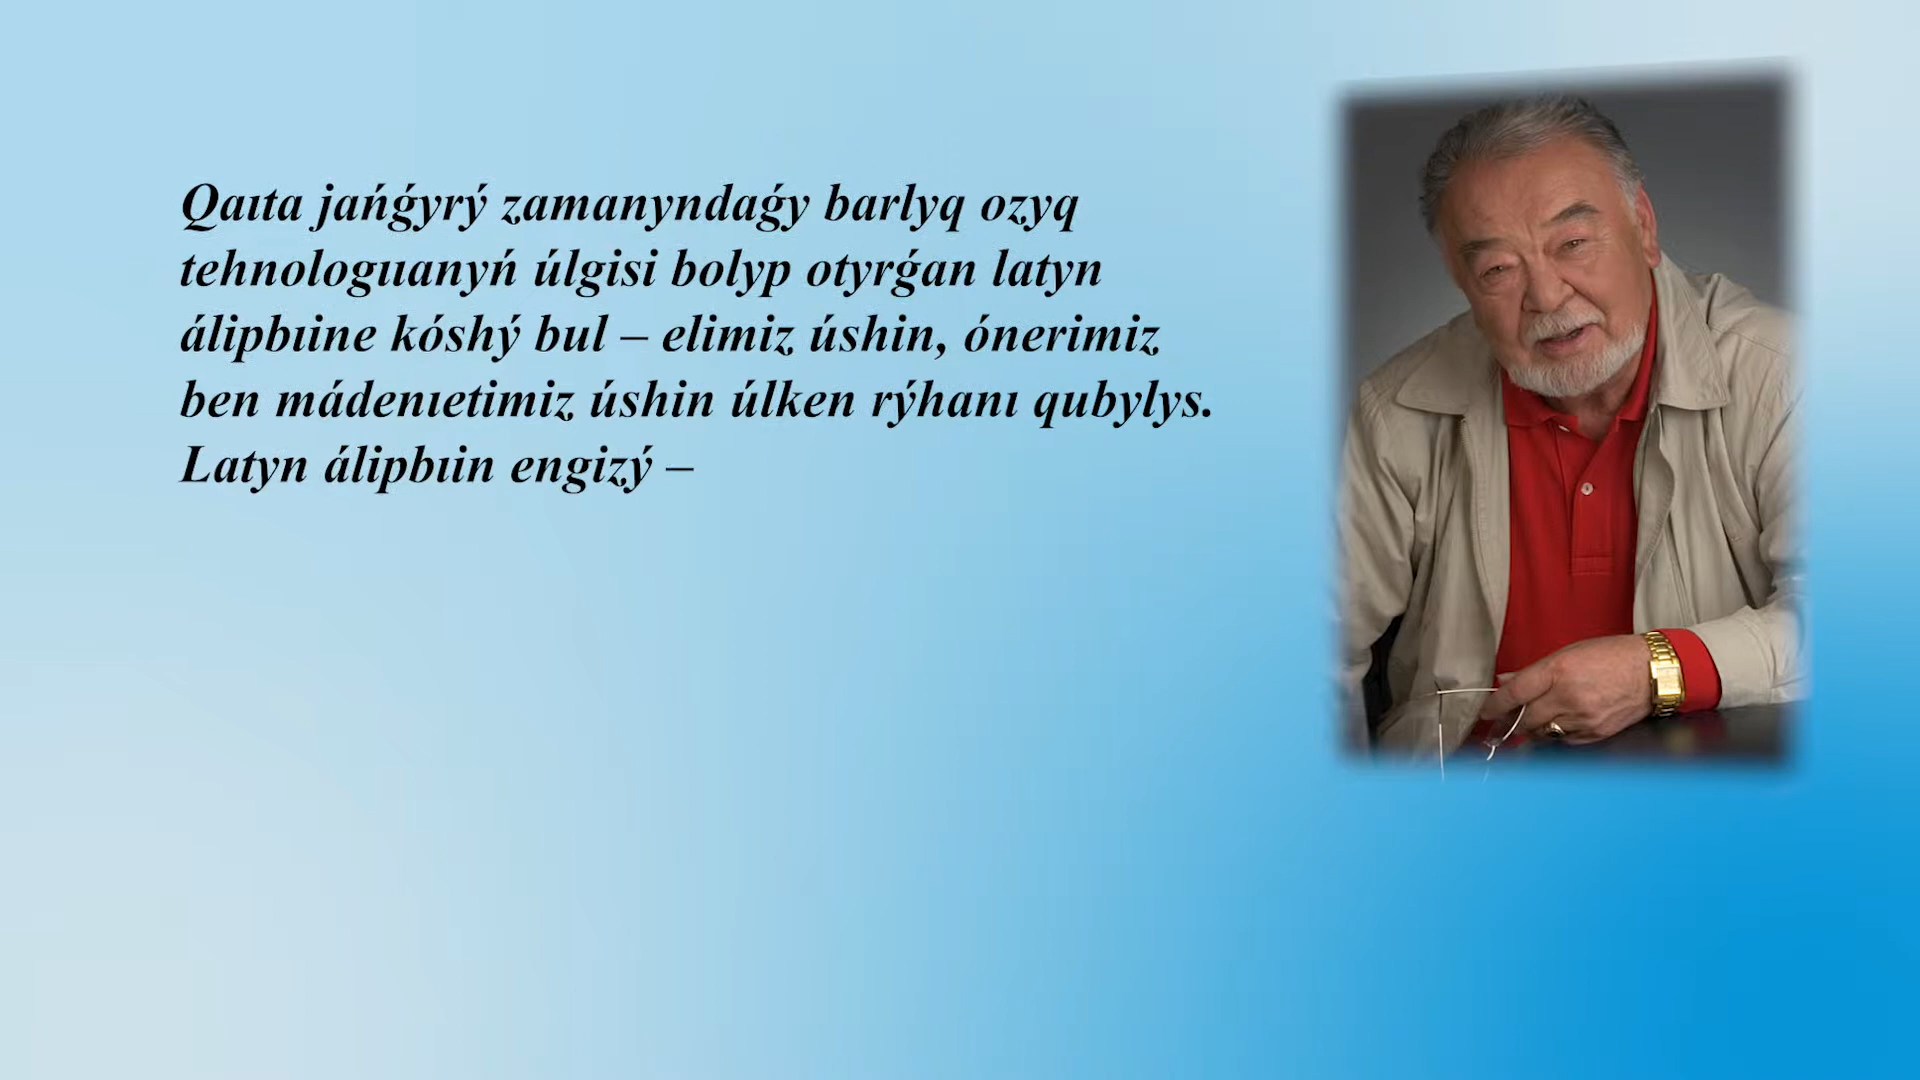 Qaıta jańǵyrý zamanyndaǵy barlyq ozyq
tehnologııanyń úlgisi bolyp otyrǵan latyn
álipbıine kóshý bul – elimiz úshin, ónerimiz
ben mádenıetimiz úshin úlken rýhanı qubylys.
Latyn álipbıin engizý –